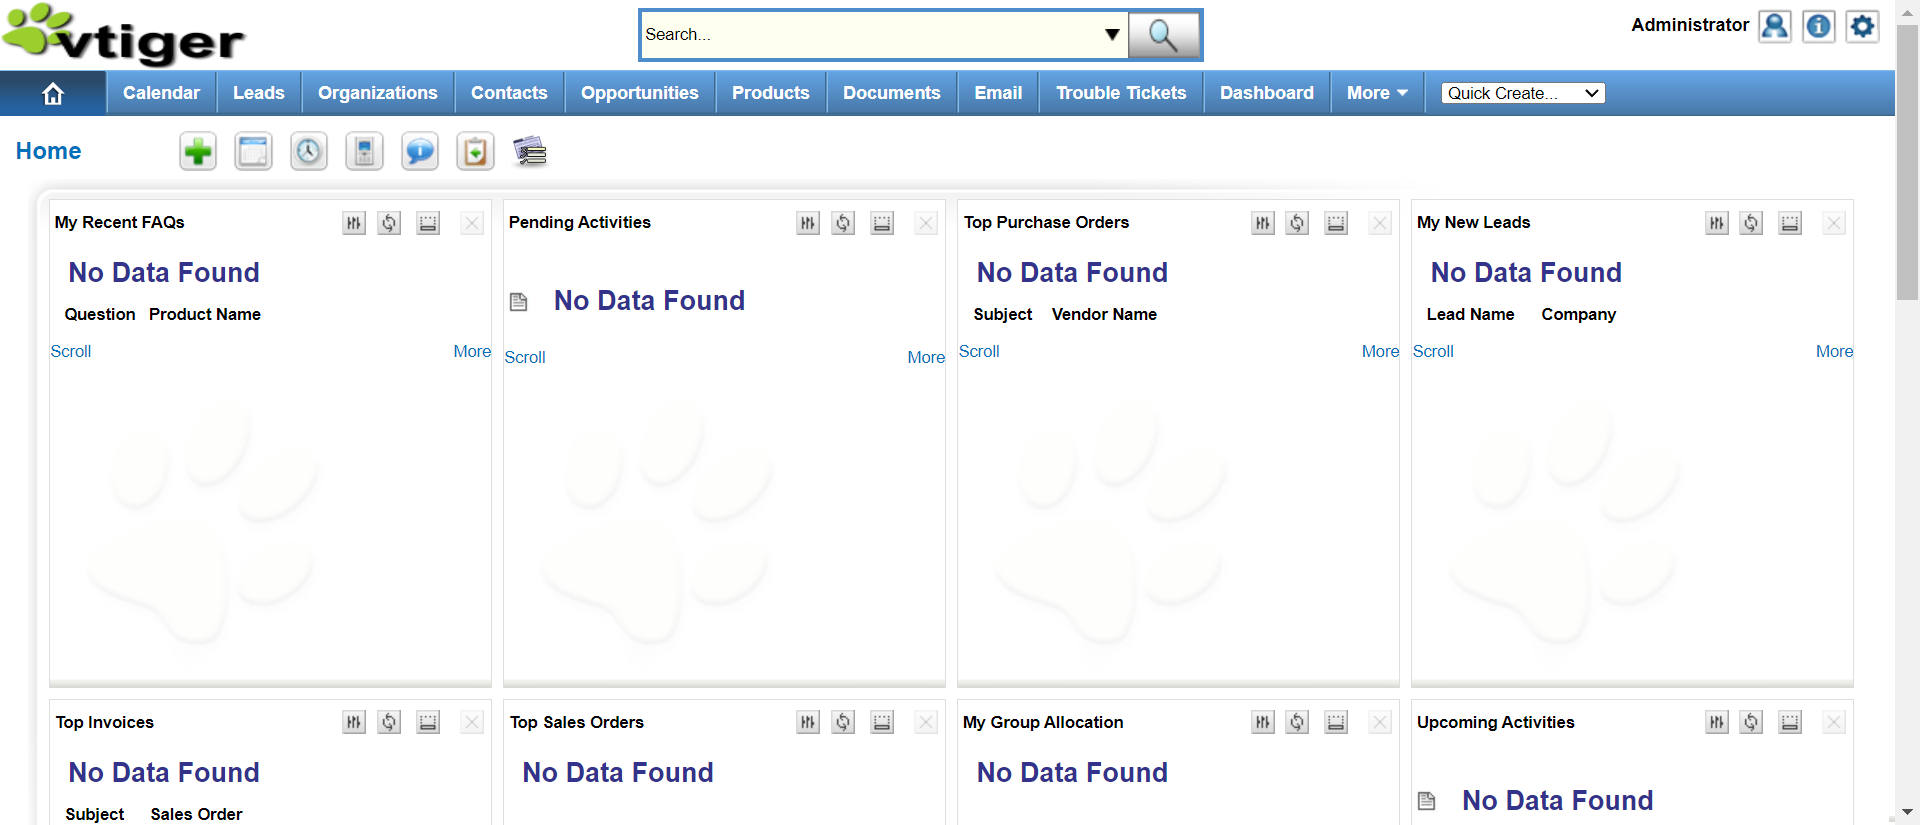 vtiger
Search...
Administrator
Calendar Leads Organizations Contacts Opportunities Products Documents Email Trouble Tickets Dashboard More Quick Create...
Home
My Recent FAQs
No Data Found
Question Product Name
Scroll More
Pending Activities
No Data Found
Scroll More
Top Purchase Orders
No Data Found
Subject Vendor Name
Scroll More
My New Leads
No Data Found
Lead Name Company
Scroll More
Top Invoices
No Data Found
Subject Sales Order
Top Sales Orders
No Data Found
My Group Allocation
No Data Found
Upcoming Activities
No Data Found